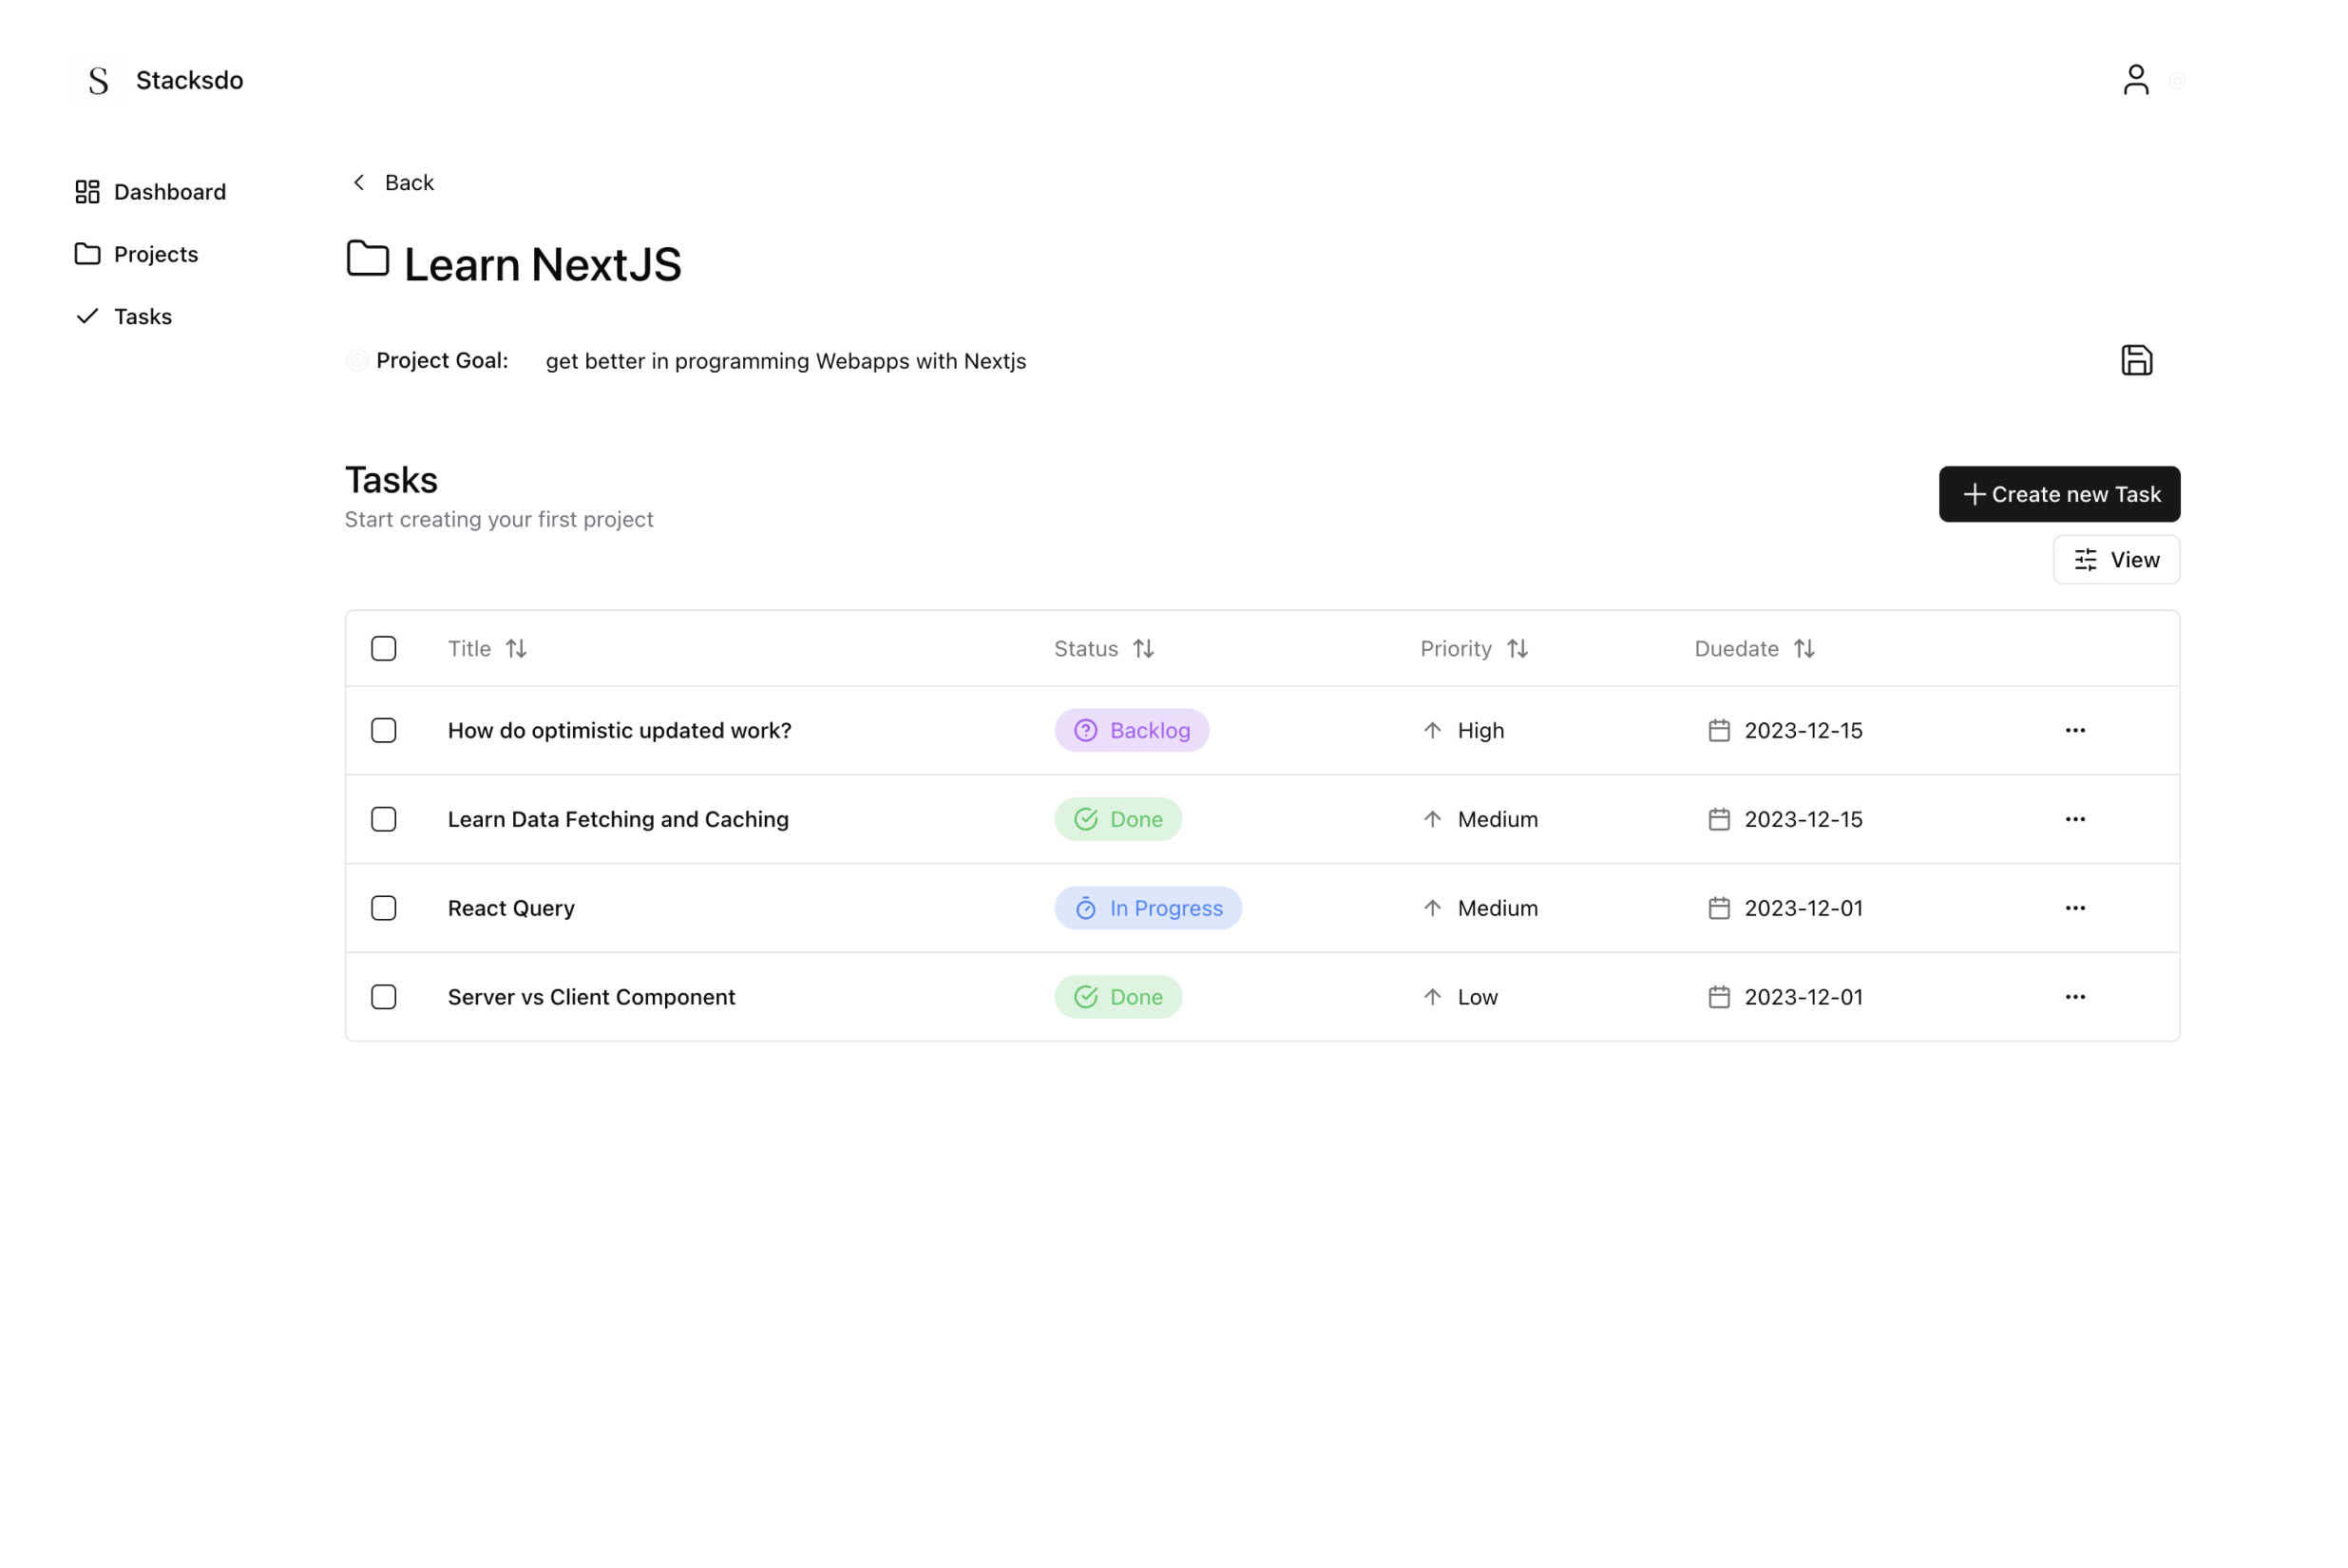 S Stacksdo
Dashboard
Projects
Tasks
Back
Learn NextJS
Project Goal: get better in programming Webapps with Nextjs
Tasks
Start creating your first project
Create new Task
View
Title Status Priority Duedate
How do optimistic updated work? Backlog High 2023-12-15
Learn Data Fetching and Caching Done Medium 2023-12-15
React Query In Progress Medium 2023-12-01
Server vs Client Component Done Low 2023-12-01